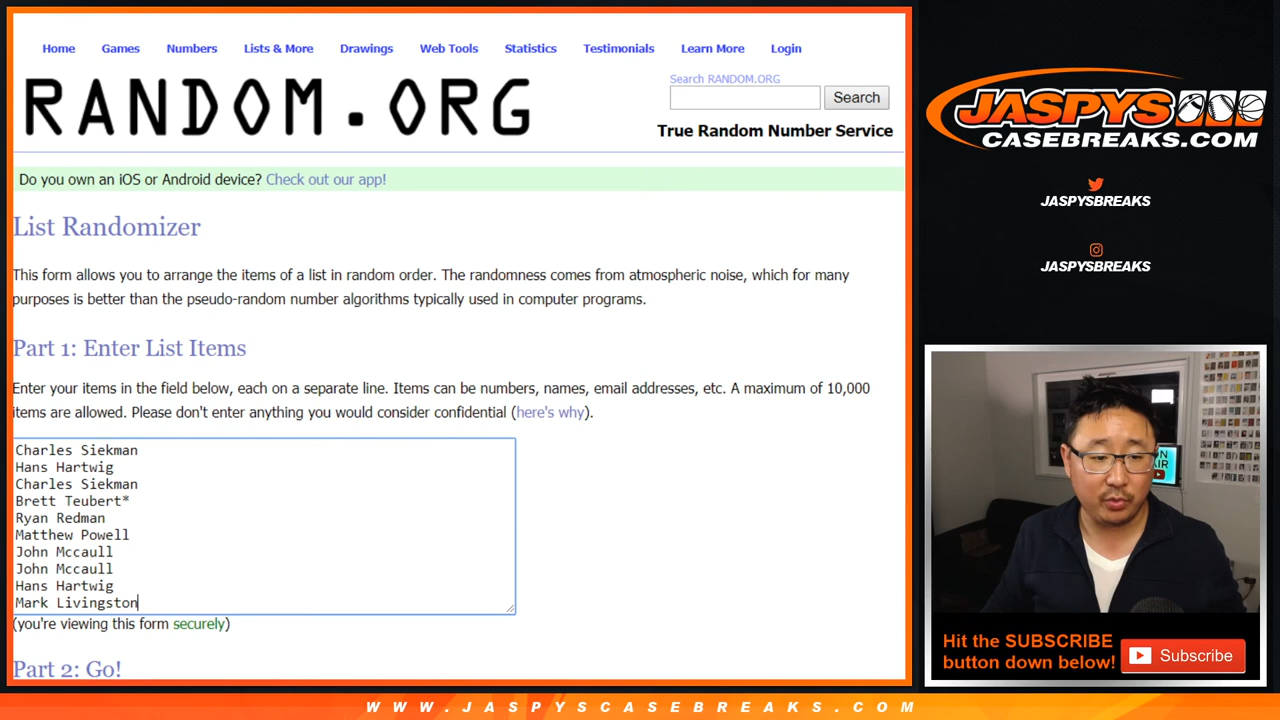 Home Games Numbers Lists & More Drawings Web Tools Statistics Testimonials Learn More Login
RANDOM.ORG
Search RANDOM.ORG
Search
True Random Number Service
Do you own an iOS or Android device? Check out our app!
List Randomizer
This form allows you to arrange the items of a list in random order. The randomness comes from atmospheric noise, which for many
purposes is better than the pseudo-random number algorithms typically used in computer programs.
Part 1: Enter List Items
Enter your items in the field below, each on a separate line. Items can be numbers, names, email addresses, etc. A maximum of 10,000
items are allowed. Please don't enter anything you would consider confidential (here's why).
Charles Siekman
Hans Hartwig
Charles Siekman
Brett Teubert*
Ryan Redman
Matthew Powell
John Mccaull
John Mccaull
Hans Hartwig
Mark Livingston
(you're viewing this form securely)
Part 2: Go!
JASPYS
CASEBREAKS.COM
JASPYSBREAKS
JASPYSBREAKS
ON
AIR
Hit the SUBSCRIBE
button down below!
Subscribe
WWW.JASPYSCASEBREAKS.COM